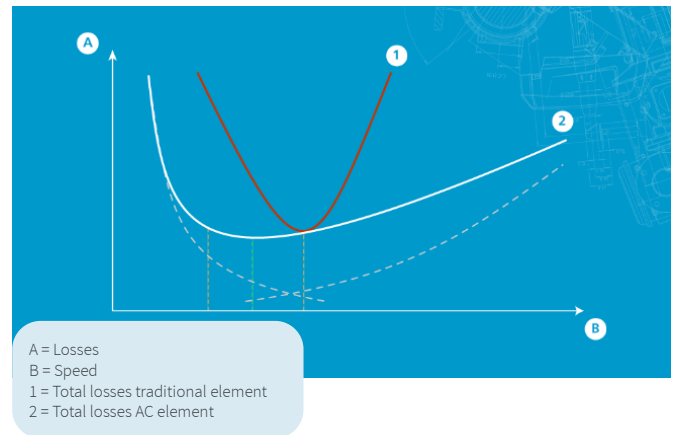 A
1
2
B
A = Losses
B = Speed
1 = Total losses traditional element
2 = Total losses AC element